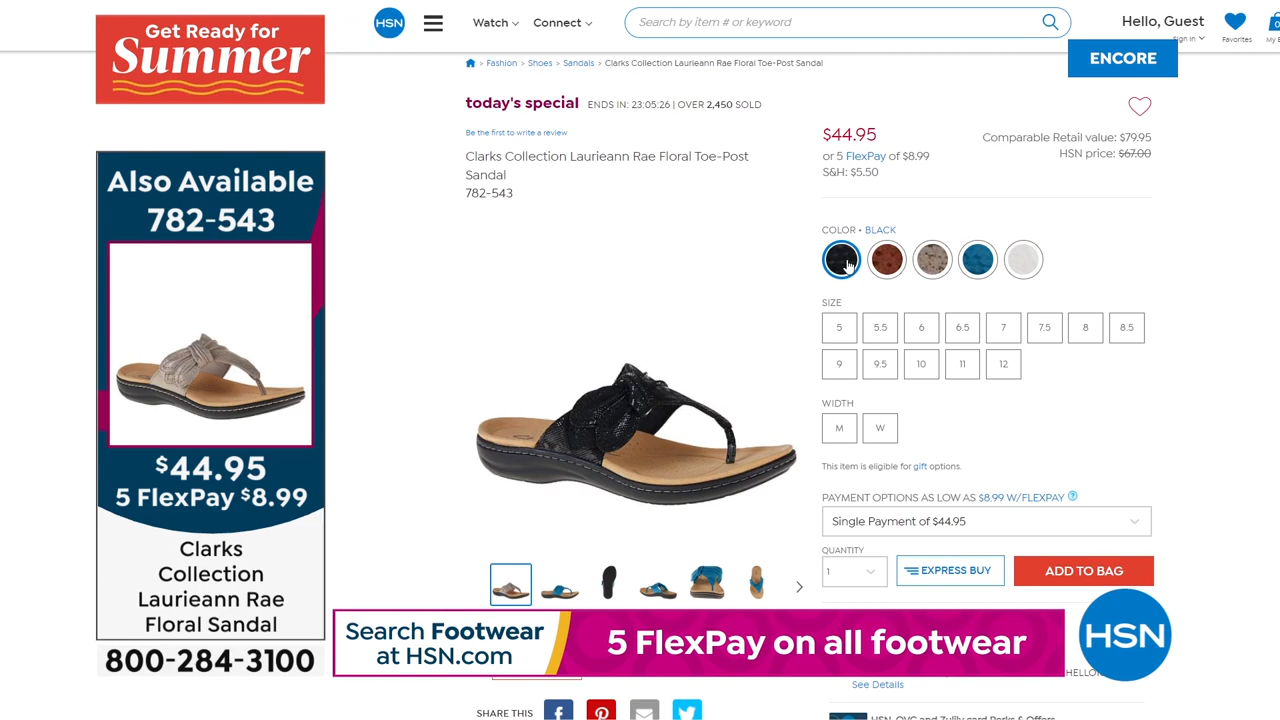 Get Ready for
Summer
HSN
Watch
Connect
Search by item # or keyword
Hello, Guest
Sign In
Favorites
0
ENCORE
> Fashion > Shoes > Sandals > Clarks Collection Laurieann Rae Floral Toe-Post Sandal
today's special ENDS IN: 23:05:26 | OVER 2,450 SOLD
Be the first to write a review
Clarks Collection Laurieann Rae Floral Toe-Post
Sandal
782-543
$44.95
or 5 FlexPay of $8.99
S&H: $5.50
Comparable Retail value: $79.95
HSN price: $67.00
COLOR • BLACK
SIZE
5 5.5 6 6.5 7 7.5 8 8.5
9 9.5 10 11 12
WIDTH
M W
This item is eligible for gift options.
PAYMENT OPTIONS AS LOW AS $8.99 W/FLEXPAY ?
Single Payment of $44.95
QUANTITY
1
EXPRESS BUY
ADD TO BAG
Also Available
782-543
$44.95
5 FlexPay $8.99
Clarks
Collection
Laurieann Rae
Floral Sandal
800-284-3100
Search Footwear
at HSN.com
5 FlexPay on all footwear
HSN
See Details
SHARE THIS